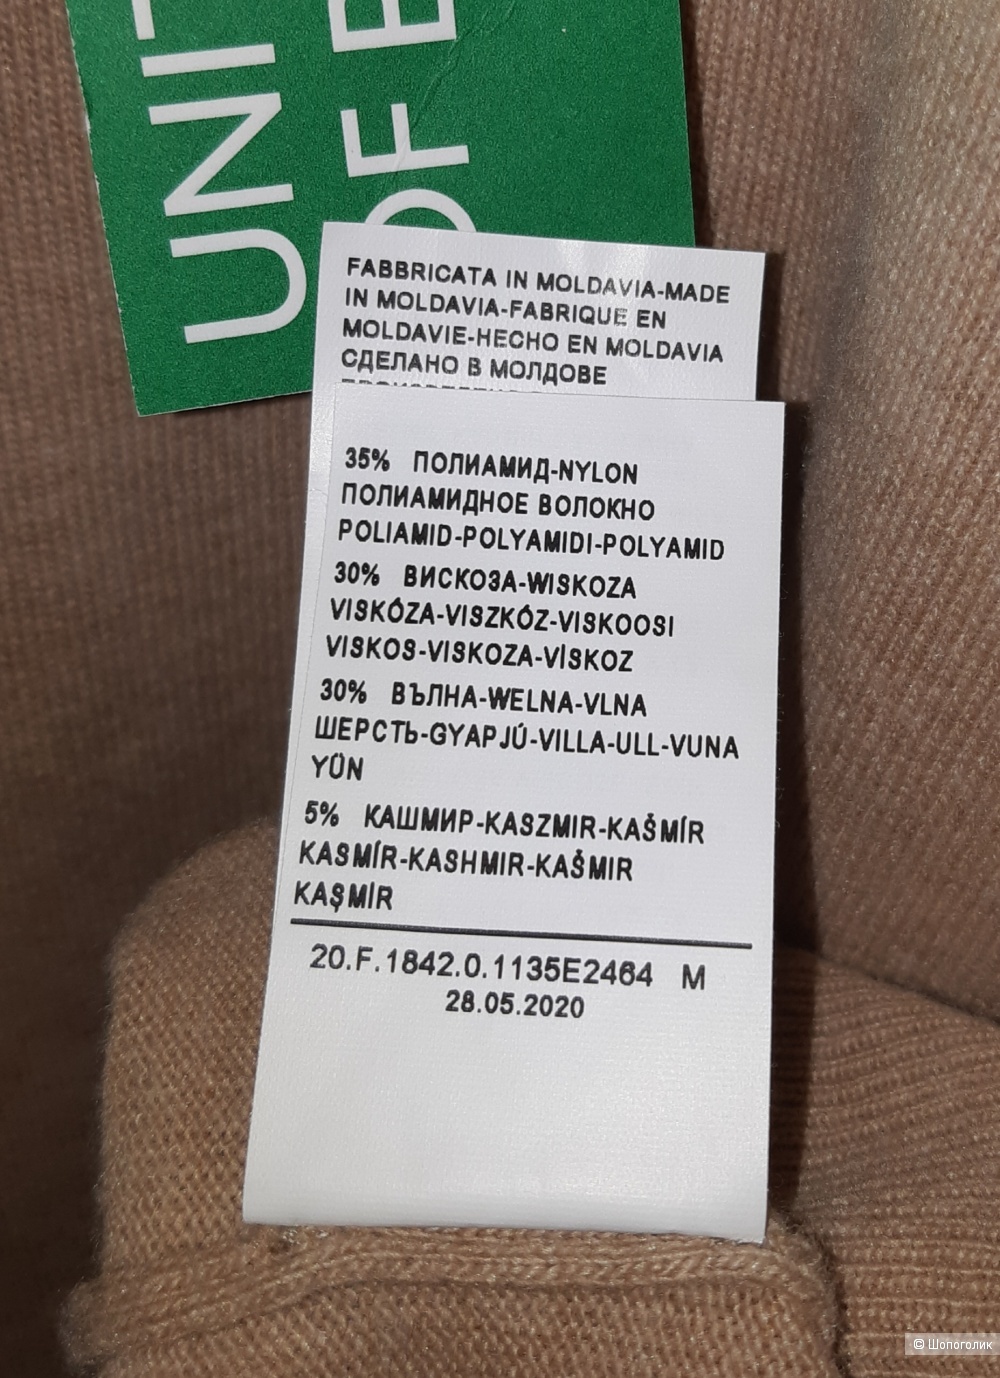 UNIT
OF B
FABBRICATA IN MOLDAVIA-MADE
IN MOLDAVIA-FABRIQUE EN
MOLDAVIE-HECHO EN MOLDAVIA
СДЕЛАНО В МОЛДОВЕ
35% ПОЛИАМИД-NYLON
ПОЛИАМИДНОЕ ВОЛОКНО
POLIAMID-POLYAMIDI-POLYAMID
30% ВИСКОЗА-WISKOZA
VISKÓZA-VISZKÓZ-VISKOOSI
VISKOS-VISKOZA-VİSKOZ
30% ВЪЛНА-WELNA-VLNA
ШЕРСТЬ-GYAPJÚ-VILLA-ULL-VUNA
YÜN
5% КАШМИР-KASZMIR-KAŠMÍR
KASMÍR-KASHMIR-KAŠMIR
KAŞMİR
20.F.1842.0.1135E2464 M
28.05.2020
© Шопоголик